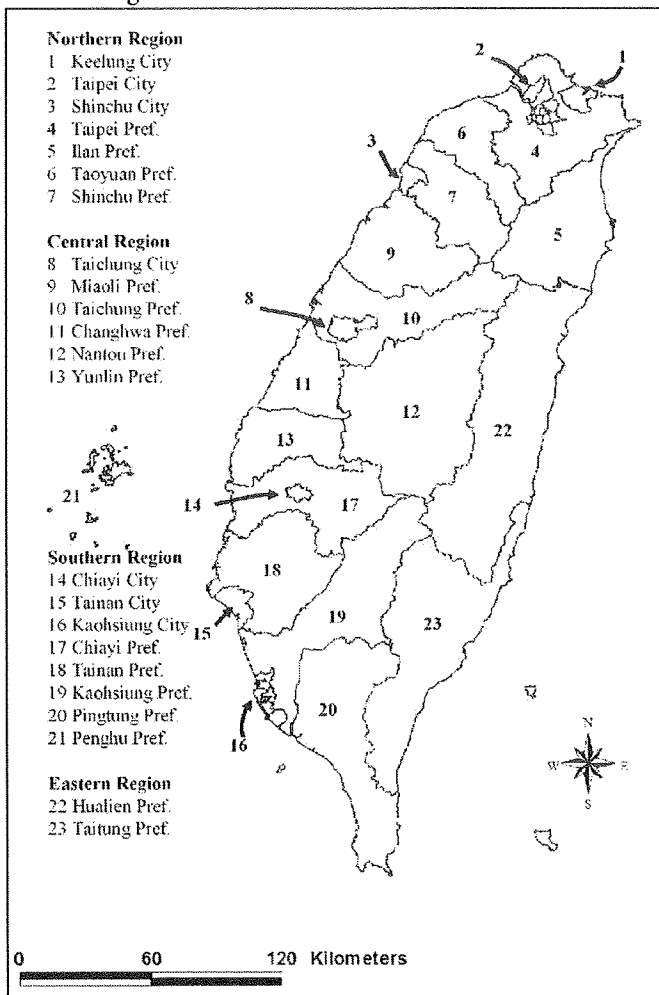 Northern Region
1 Keelung City
2 Taipei City
3 Shinchu City
4 Taipei Pref.
5 Ilan Pref.
6 Taoyuan Pref.
7 Shinchu Pref.
Central Region
8 Taichung City
9 Miaoli Pref.
10 Taichung Pref.
11 Changhwa Pref.
12 Nantou Pref.
13 Yunlin Pref.
Southern Region
14 Chiayi City
15 Tainan City
16 Kaohsiung City
17 Chiayi Pref.
18 Tainan Pref.
19 Kaohsiung Pref.
20 Pingtung Pref.
21 Penghu Pref.
Eastern Region
22 Hualien Pref.
23 Taitung Pref.
2
1
6
4
3
7
5
9
8
10
11
12
22
13
21
14
17
18
19
15
23
20
16
N
W E
S
0 60 120 Kilometers